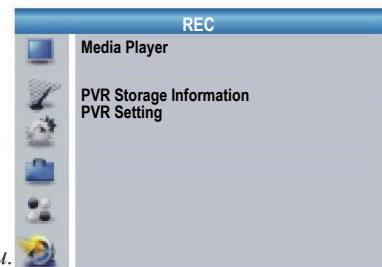 REC
Media Player
PVR Storage Information
PVR Setting
u.